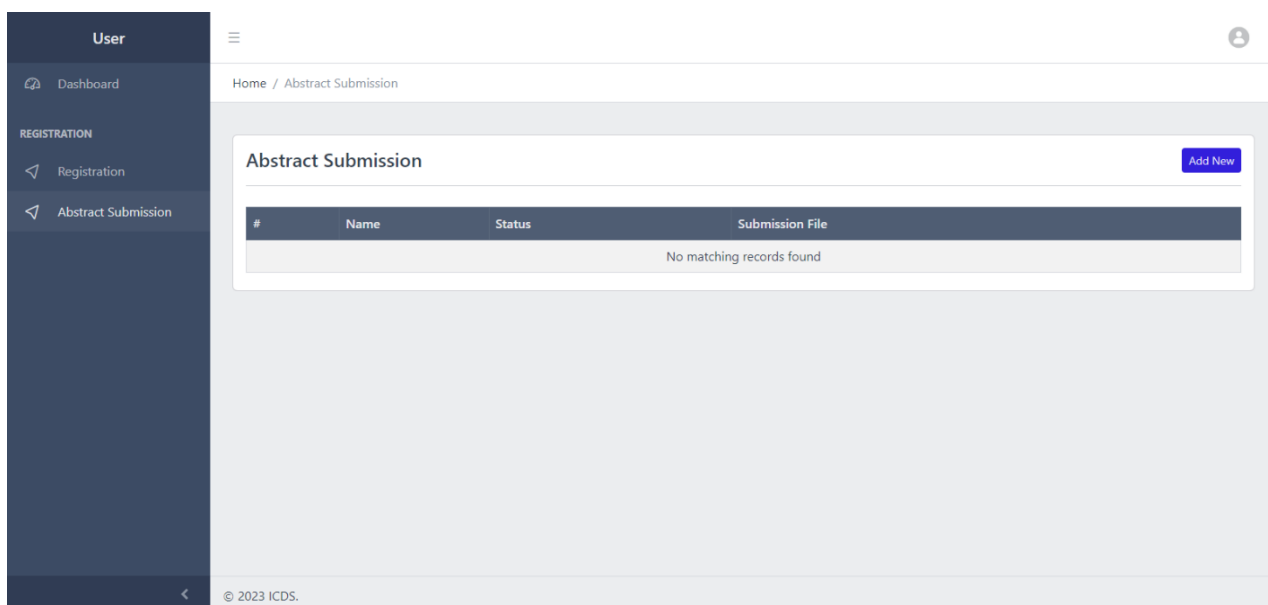 User
Dashboard
REGISTRATION
Registration
Abstract Submission
Home / Abstract Submission
Abstract Submission
Add New
# Name Status Submission File
No matching records found
© 2023 ICDS.